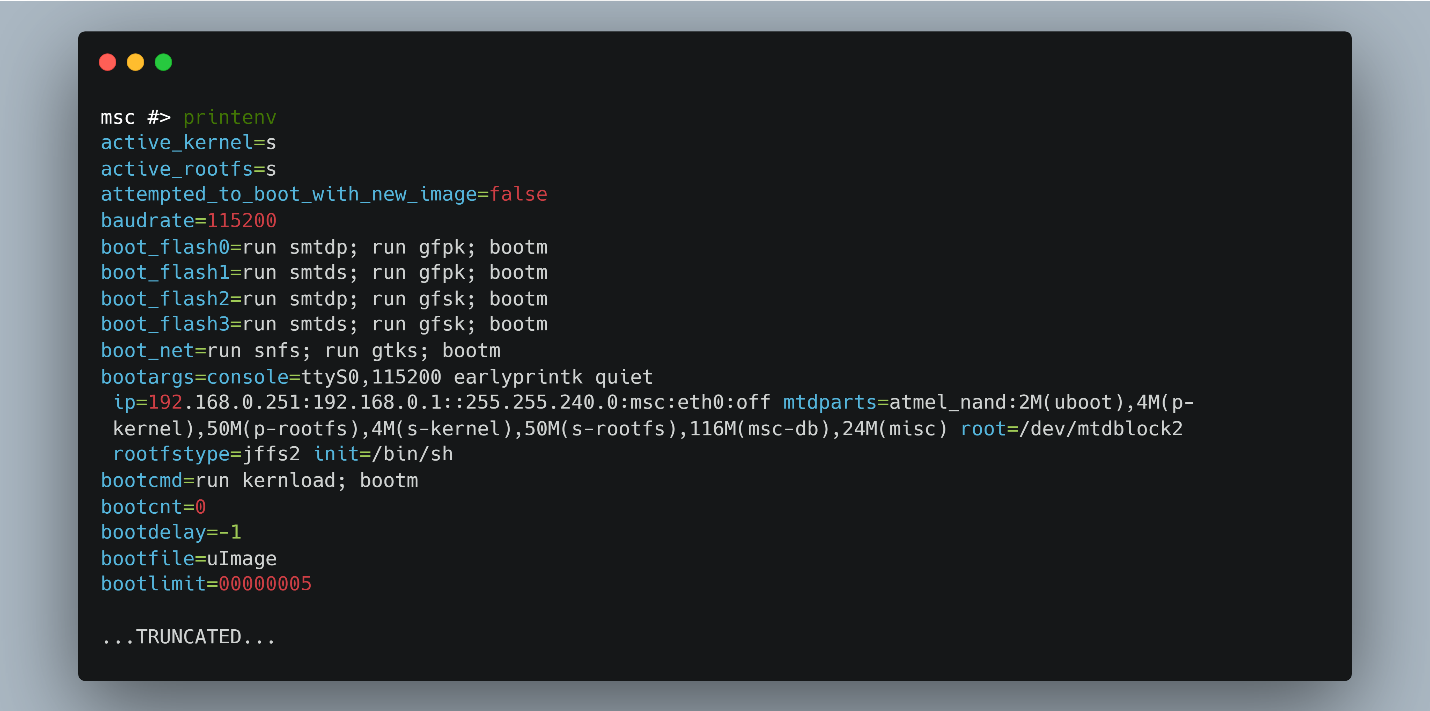 msc #> printenv
active_kernel=s
active_rootfs=s
attempted_to_boot_with_new_image=false
baudrate=115200
boot_flash0=run smtdp; run gfpk; bootm
boot_flash1=run smtds; run gfpk; bootm
boot_flash2=run smtdp; run gfsk; bootm
boot_flash3=run smtds; run gfsk; bootm
boot_net=run snfs; run gtks; bootm
bootargs=console=ttyS0,115200 earlyprintk quiet
ip=192.168.0.251:192.168.0.1::255.255.240.0:msc:eth0:off mtdparts=atmel_nand:2M(uboot),4M(p-
kernel),50M(p-rootfs),4M(s-kernel),50M(s-rootfs),116M(msc-db),24M(misc) root=/dev/mtdblock2
rootfstype=jffs2 init=/bin/sh
bootcmd=run kernload; bootm
bootcnt=0
bootdelay=-1
bootfile=uImage
bootlimit=00000005
...TRUNCATED...